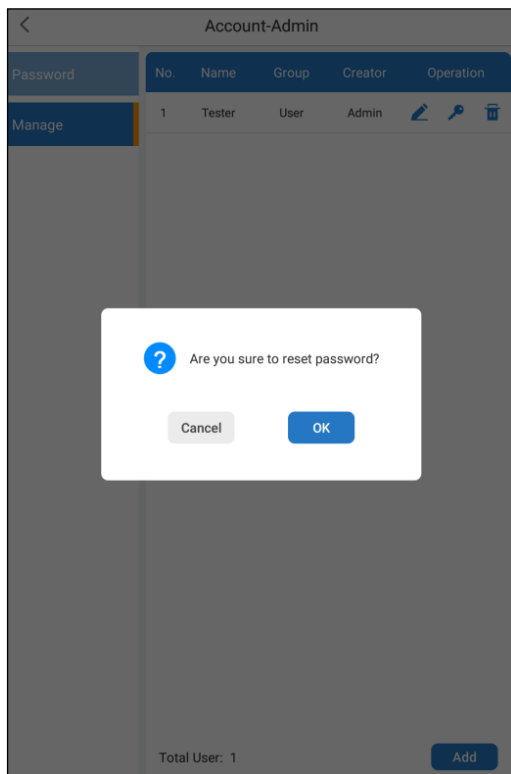 Account-Admin
Password
Manage
No. Name Group Creator Operation
1 Tester User Admin
? Are you sure to reset password?
Cancel OK
Total User: 1 Add